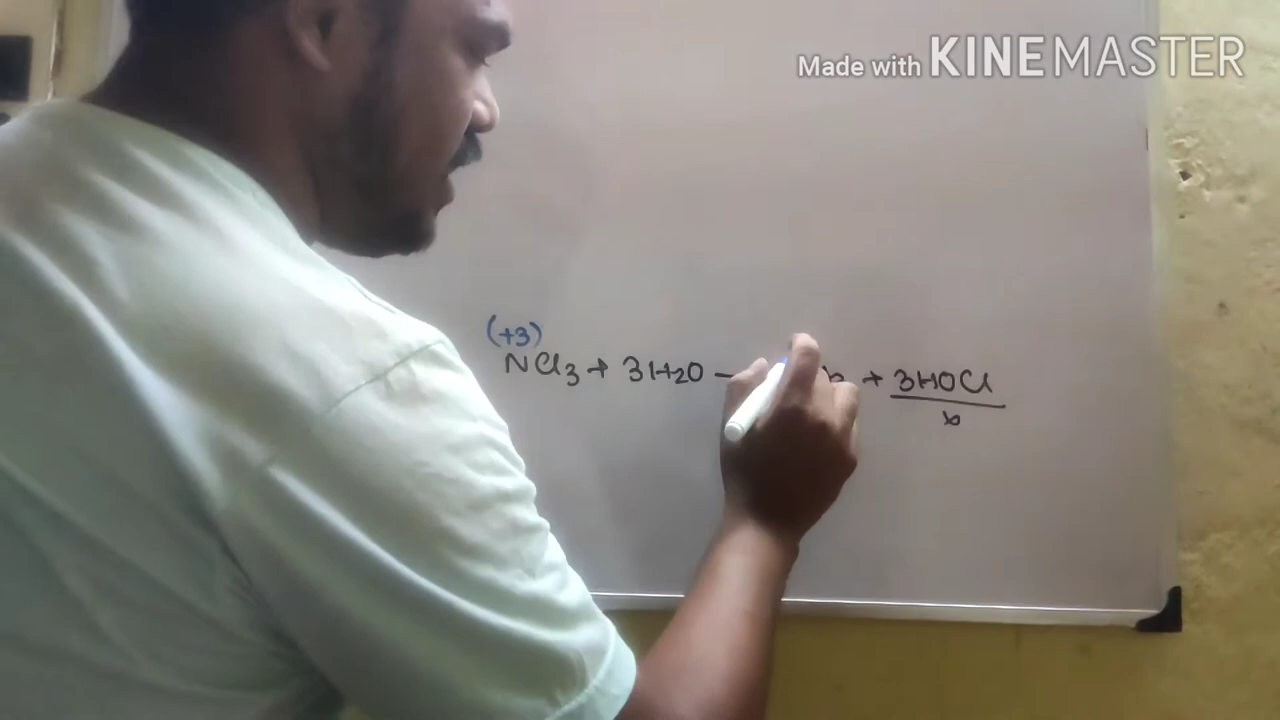 Made with KINEMASTER
(+3)
NCl3 + 3H2O — + 3HOCl